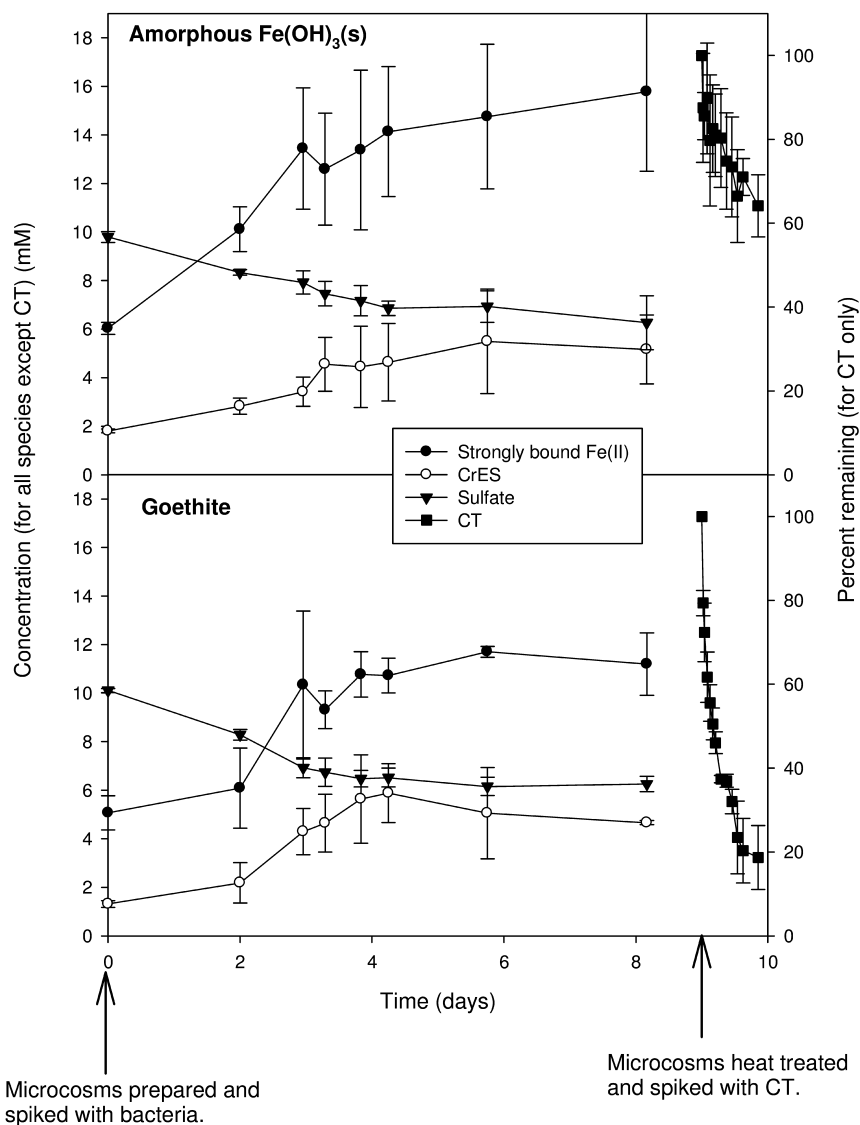 Amorphous Fe(OH)3(s)
18
16
14
12
10
8
6
4
2
0
100
80
60
40
20
0
Concentration (for all species except CT) (mM)
Percent remaining (for CT only)
Strongly bound Fe(II)
CrES
Sulfate
CT
Goethite
18
16
14
12
10
8
6
4
2
0
100
80
60
40
20
0
0 2 4 6 8 10
Time (days)
Microcosms prepared and
spiked with bacteria.
Microcosms heat treated
and spiked with CT.